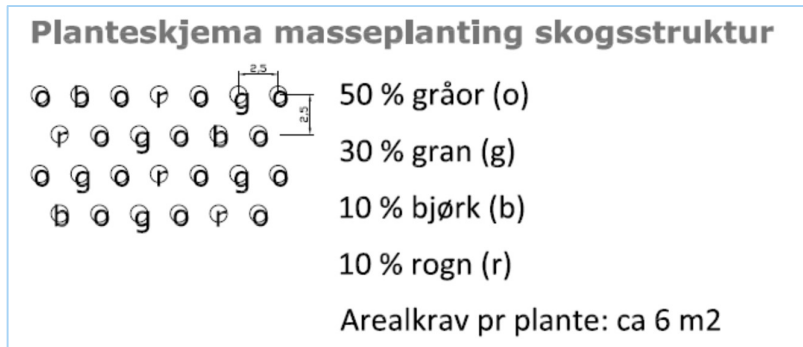 Planteskjema masseplanting skogsstruktur
2,5
o b o r o g o
2,5
r o g o b o
o g o r o g o
b o g o r o
50 % gråor (o)
30 % gran (g)
10 % bjørk (b)
10 % rogn (r)
Arealkrav pr plante: ca 6 m2